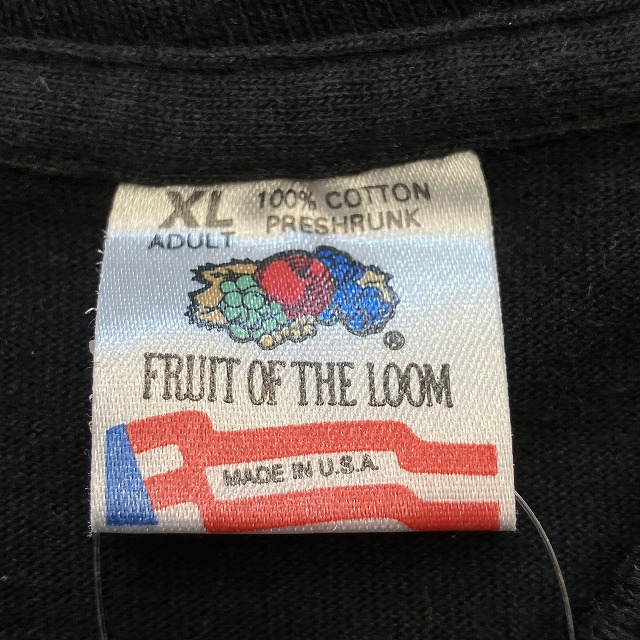 XL
ADULT
100% COTTON
PRESHRUNK
®
FRUIT OF THE LOOM
MADE IN U.S.A.